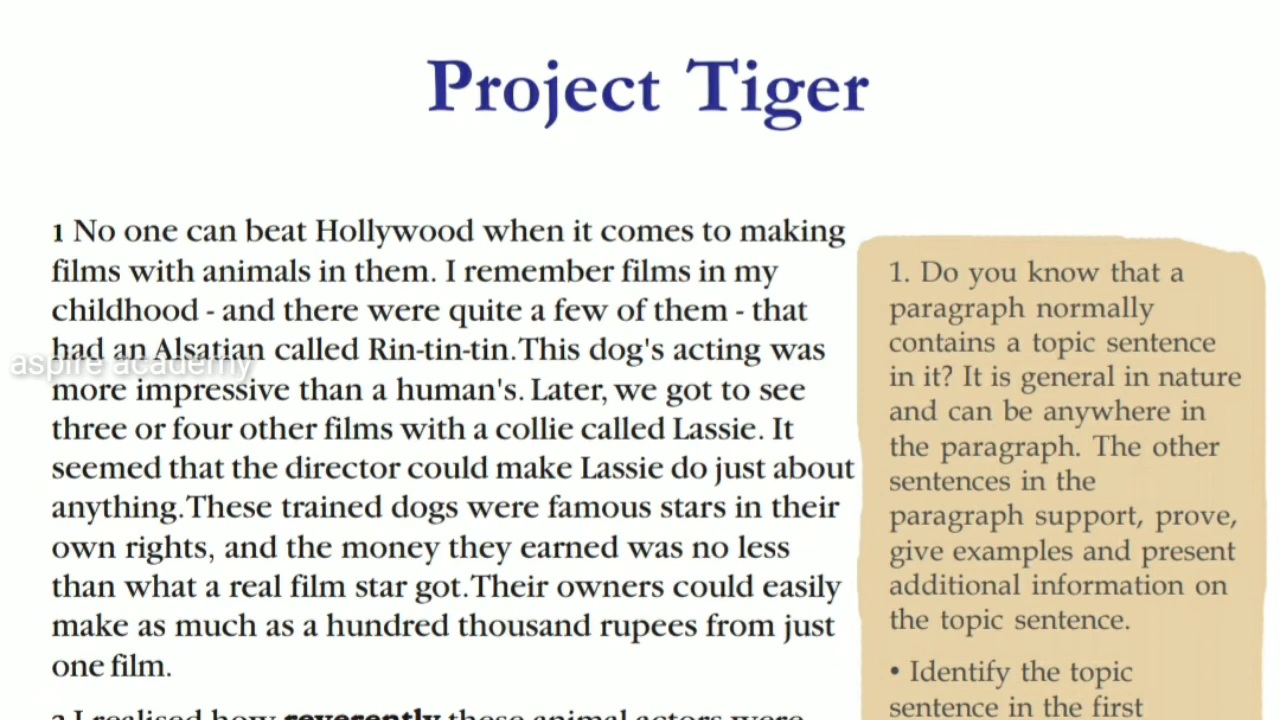 Project Tiger
1 No one can beat Hollywood when it comes to making
films with animals in them. I remember films in my
childhood - and there were quite a few of them - that
had an Alsatian called Rin-tin-tin.This dog's acting was
more impressive than a human's. Later, we got to see
three or four other films with a collie called Lassie. It
seemed that the director could make Lassie do just about
anything.These trained dogs were famous stars in their
own rights, and the money they earned was no less
than what a real film star got.Their owners could easily
make as much as a hundred thousand rupees from just
one film.
2 I realised how reverently these animal actors were
aspire academy
1. Do you know that a
paragraph normally
contains a topic sentence
in it? It is general in nature
and can be anywhere in
the paragraph. The other
sentences in the
paragraph support, prove,
give examples and present
additional information on
the topic sentence.
• Identify the topic
sentence in the first